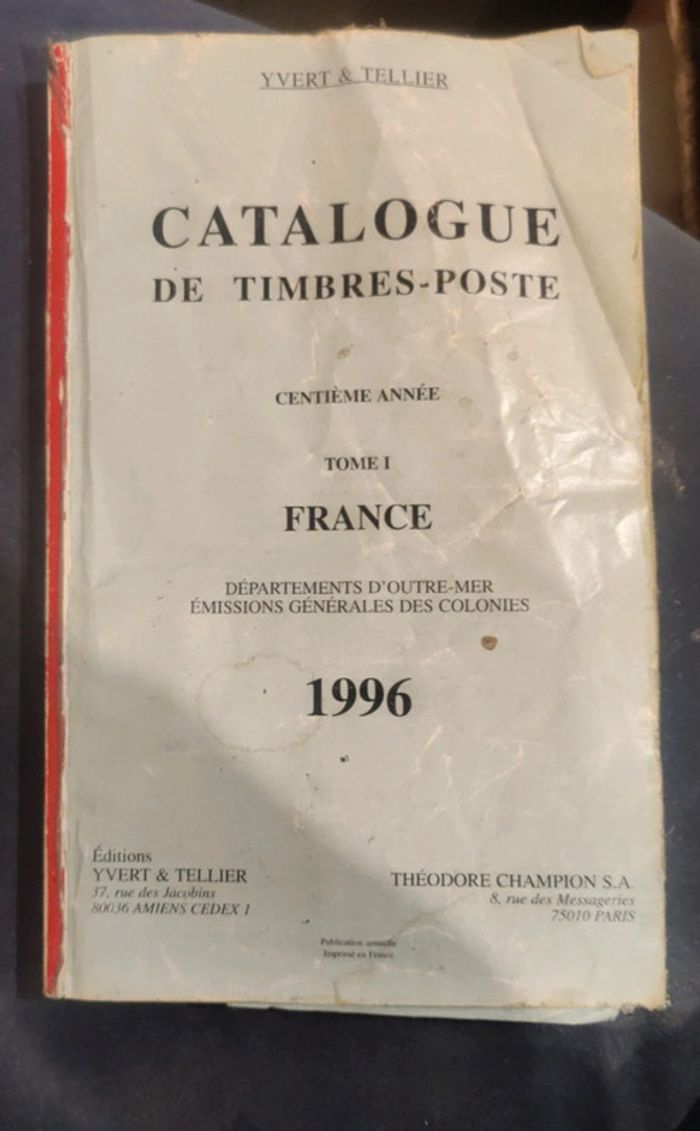 YVERT & TELLIER
CATALOGUE
DE TIMBRES-POSTE
CENTIÈME ANNÉE
TOME I
FRANCE
DÉPARTEMENTS D'OUTRE-MER
ÉMISSIONS GÉNÉRALES DES COLONIES
1996
Éditions
YVERT & TELLIER
37, rue des Jacobins
80036 AMIENS CEDEX 1
THÉODORE CHAMPION S.A.
8, rue des Messageries
75010 PARIS
Publication annuelle
Imprimé en France